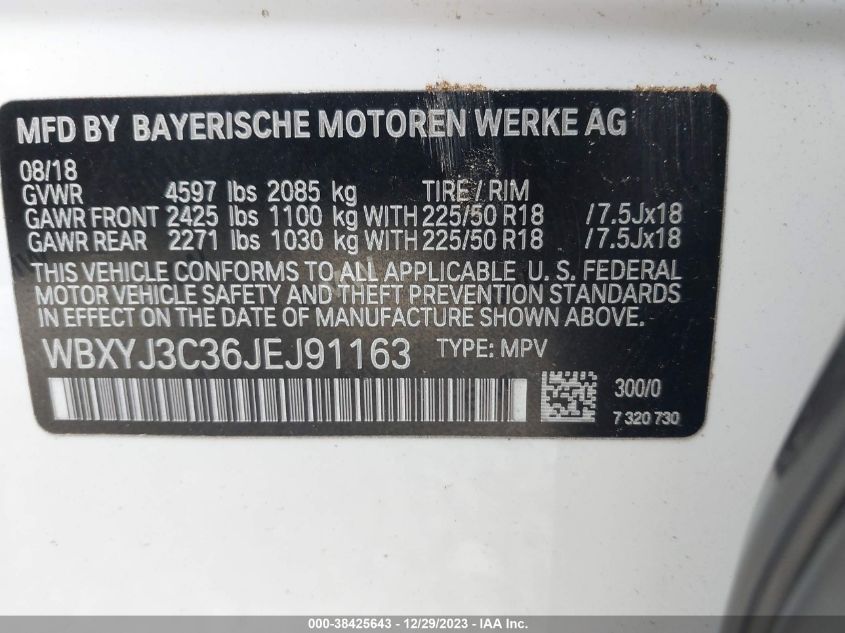 MFD BY BAYERISCHE MOTOREN WERKE AG
08/18
GVWR 4597 lbs 2085 kg TIRE / RIM
GAWR FRONT 2425 lbs 1100 kg WITH 225/50 R18 /7.5Jx18
GAWR REAR 2271 lbs 1030 kg WITH 225/50 R18 /7.5Jx18
THIS VEHICLE CONFORMS TO ALL APPLICABLE U. S. FEDERAL
MOTOR VEHICLE SAFETY AND THEFT PREVENTION STANDARDS
IN EFFECT ON THE DATE OF MANUFACTURE SHOWN ABOVE.
WBXYJ3C36JEJ91163 TYPE: MPV
300/0
7 320 730
000-38425643 - 12/29/2023 - IAA Inc.